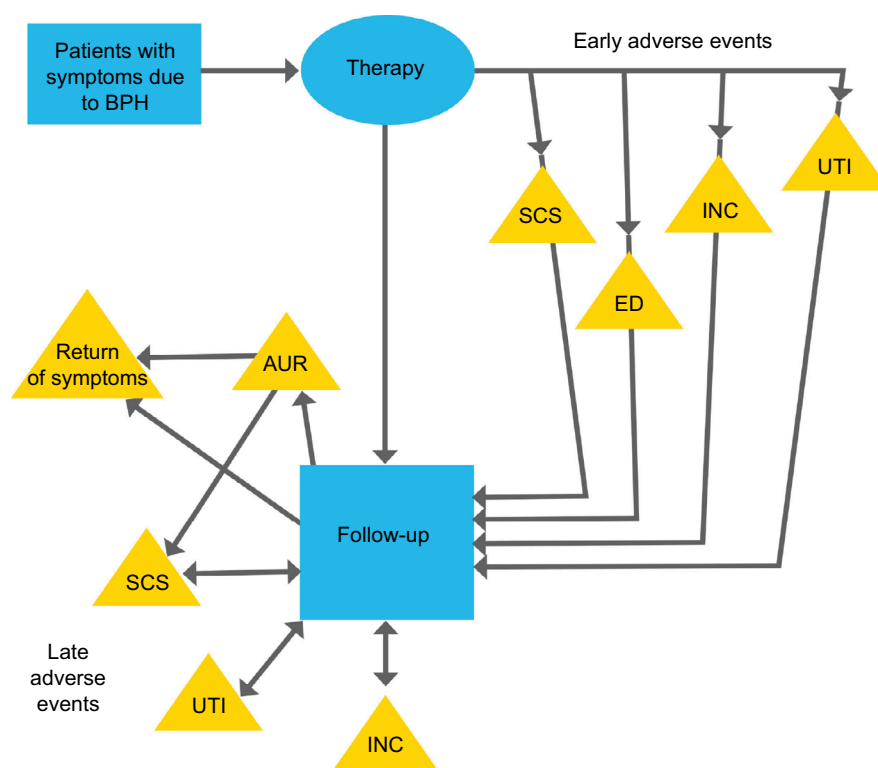 Patients with
symptoms due
to BPH
Therapy
Early adverse events
UTI
SCS
INC
ED
Return
of symptoms
AUR
Follow-up
SCS
Late
adverse
events
UTI
INC